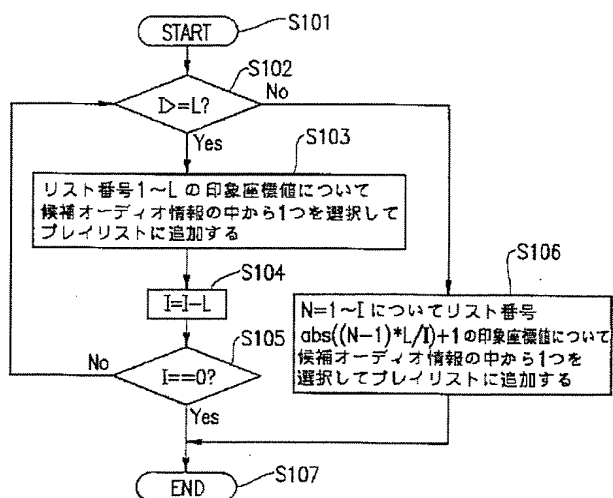 START
S101
S102
I>=L?
No
Yes
S103
リスト番号1~Lの印象座標値について
候補オーディオ情報の中から1つを選択して
プレイリストに追加する
S104
I=I-L
S105
I==0?
No
Yes
S106
N=1~Iについてリスト番号
abs((N-1)*L/I)+1の印象座標値について
候補オーディオ情報の中から1つを
選択してプレイリストに追加する
END
S107